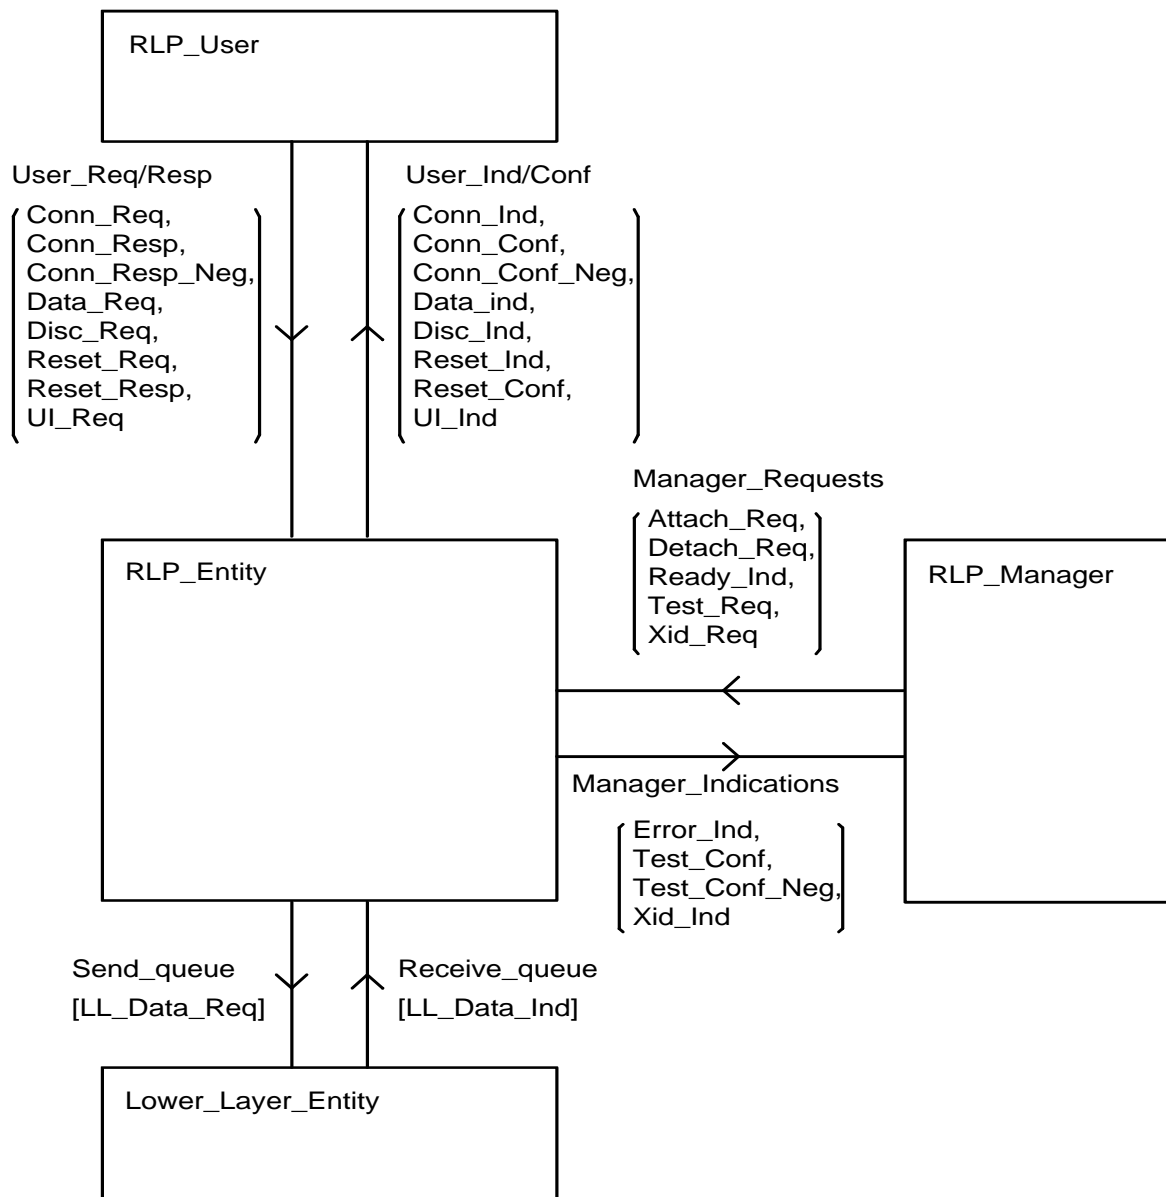 RLP_User
User_Req/Resp
Conn_Req,
Conn_Resp,
Conn_Resp_Neg,
Data_Req,
Disc_Req,
Reset_Req,
Reset_Resp,
UI_Req
User_Ind/Conf
Conn_Ind,
Conn_Conf,
Conn_Conf_Neg,
Data_ind,
Disc_Ind,
Reset_Ind,
Reset_Conf,
UI_Ind
Manager_Requests
Attach_Req,
Detach_Req,
Ready_Ind,
Test_Req,
Xid_Req
RLP_Entity
RLP_Manager
Manager_Indications
Error_Ind,
Test_Conf,
Test_Conf_Neg,
Xid_Ind
Send_queue
[LL_Data_Req]
Receive_queue
[LL_Data_Ind]
Lower_Layer_Entity